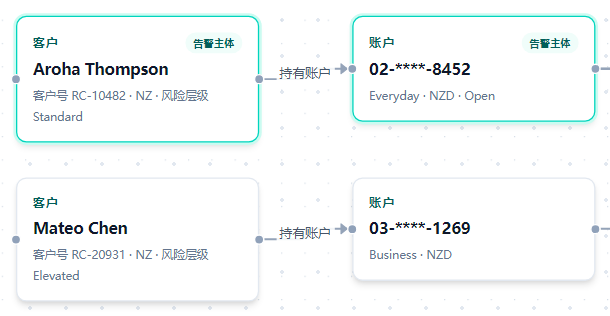 客户
告警主体
Aroha Thompson
客户号 RC-10482 · NZ · 风险层级
Standard
持有账户
账户
告警主体
02-****-8452
Everyday · NZD · Open
客户
Mateo Chen
客户号 RC-20931 · NZ · 风险层级
Elevated
持有账户
账户
03-****-1269
Business · NZD